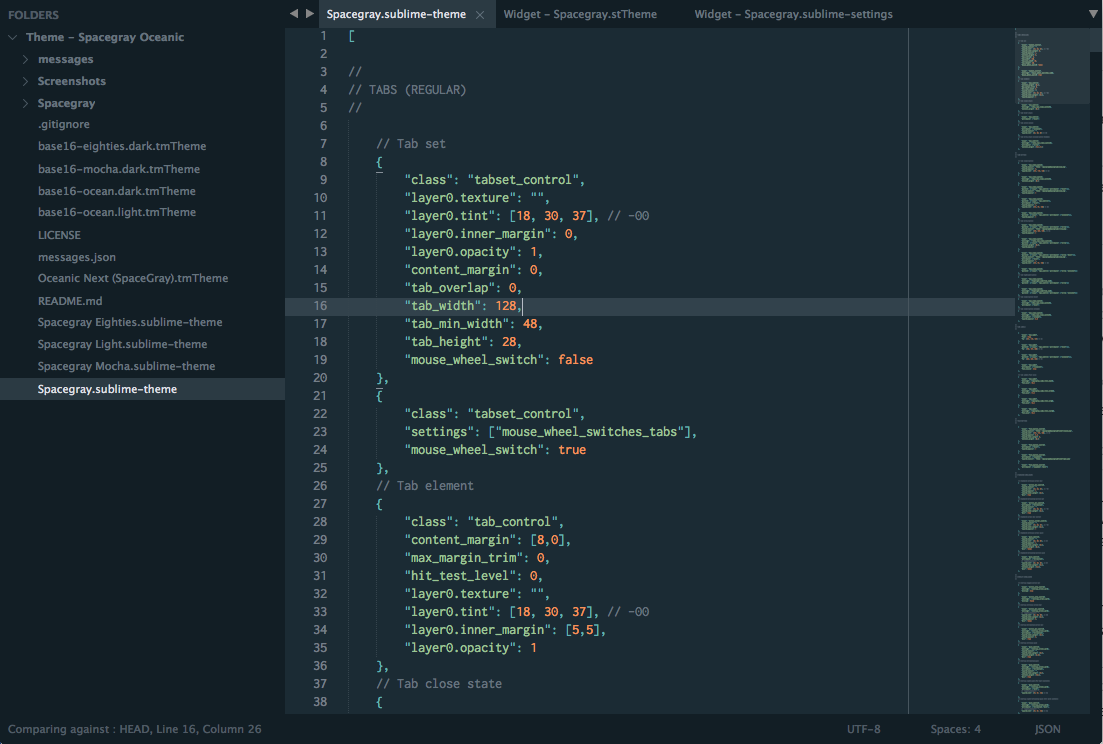 FOLDERS
Theme – Spacegray Oceanic
messages
Screenshots
Spacegray
.gitignore
base16-eighties.dark.tmTheme
base16-mocha.dark.tmTheme
base16-ocean.dark.tmTheme
base16-ocean.light.tmTheme
LICENSE
messages.json
Oceanic Next (SpaceGray).tmTheme
README.md
Spacegray Eighties.sublime-theme
Spacegray Light.sublime-theme
Spacegray Mocha.sublime-theme
Spacegray.sublime-theme
Spacegray.sublime-theme × Widget – Spacegray.stTheme Widget – Spacegray.sublime-settings
1 [
2
3 //
4 // TABS (REGULAR)
5 //
6
7 // Tab set
8 {
9 "class": "tabset_control",
10 "layer0.texture": "",
11 "layer0.tint": [18, 30, 37], // -00
12 "layer0.inner_margin": 0,
13 "layer0.opacity": 1,
14 "content_margin": 0,
15 "tab_overlap": 0,
16 "tab_width": 128,
17 "tab_min_width": 48,
18 "tab_height": 28,
19 "mouse_wheel_switch": false
20 },
21 {
22 "class": "tabset_control",
23 "settings": ["mouse_wheel_switches_tabs"],
24 "mouse_wheel_switch": true
25 },
26 // Tab element
27 {
28 "class": "tab_control",
29 "content_margin": [8,0],
30 "max_margin_trim": 0,
31 "hit_test_level": 0,
32 "layer0.texture": "",
33 "layer0.tint": [18, 30, 37], // -00
34 "layer0.inner_margin": [5,5],
35 "layer0.opacity": 1
36 },
37 // Tab close state
38 {
Comparing against : HEAD, Line 16, Column 26 UTF-8 Spaces: 4 JSON